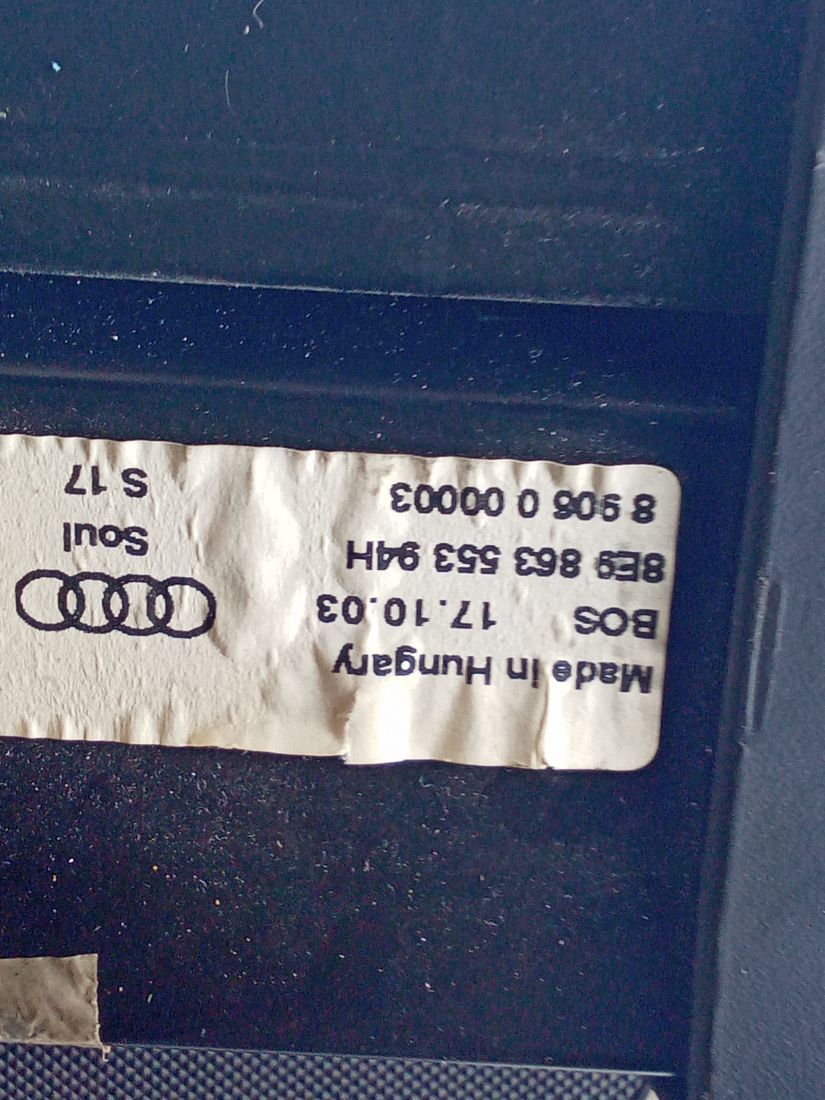 Made in Hungary
BOS 17.10.03
8E9 863 553 94H
8 906 0 00003
Soul
S 17